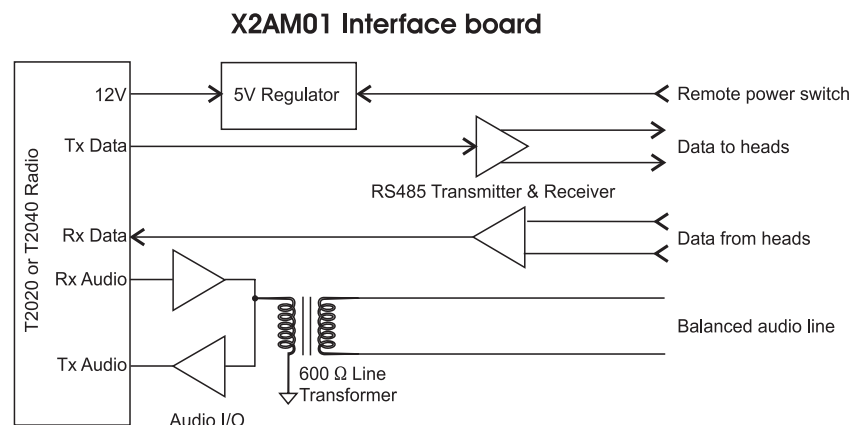 X2AM01 Interface board
12V
5V Regulator
Remote power switch
Tx Data
Data to heads
RS485 Transmitter & Receiver
T2020 or T2040 Radio
Rx Data
Data from heads
Rx Audio
Balanced audio line
Tx Audio
600 Ω Line
Transformer
Audio I/O